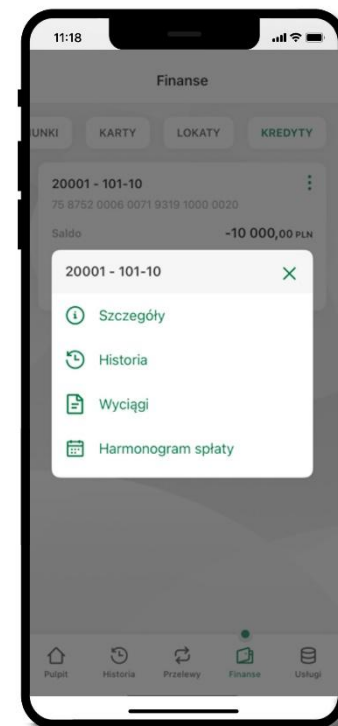 11:18
Finanse
UNKI KARTY LOKATY KREDYTY
20001 - 101-10
75 8752 0006 0071 9319 1000 0020
Saldo -10 000,00 PLN
20001 - 101-10
Szczegóły
Historia
Wyciągi
Harmonogram spłaty
Pulpit Historia Przelewy Finanse Usługi